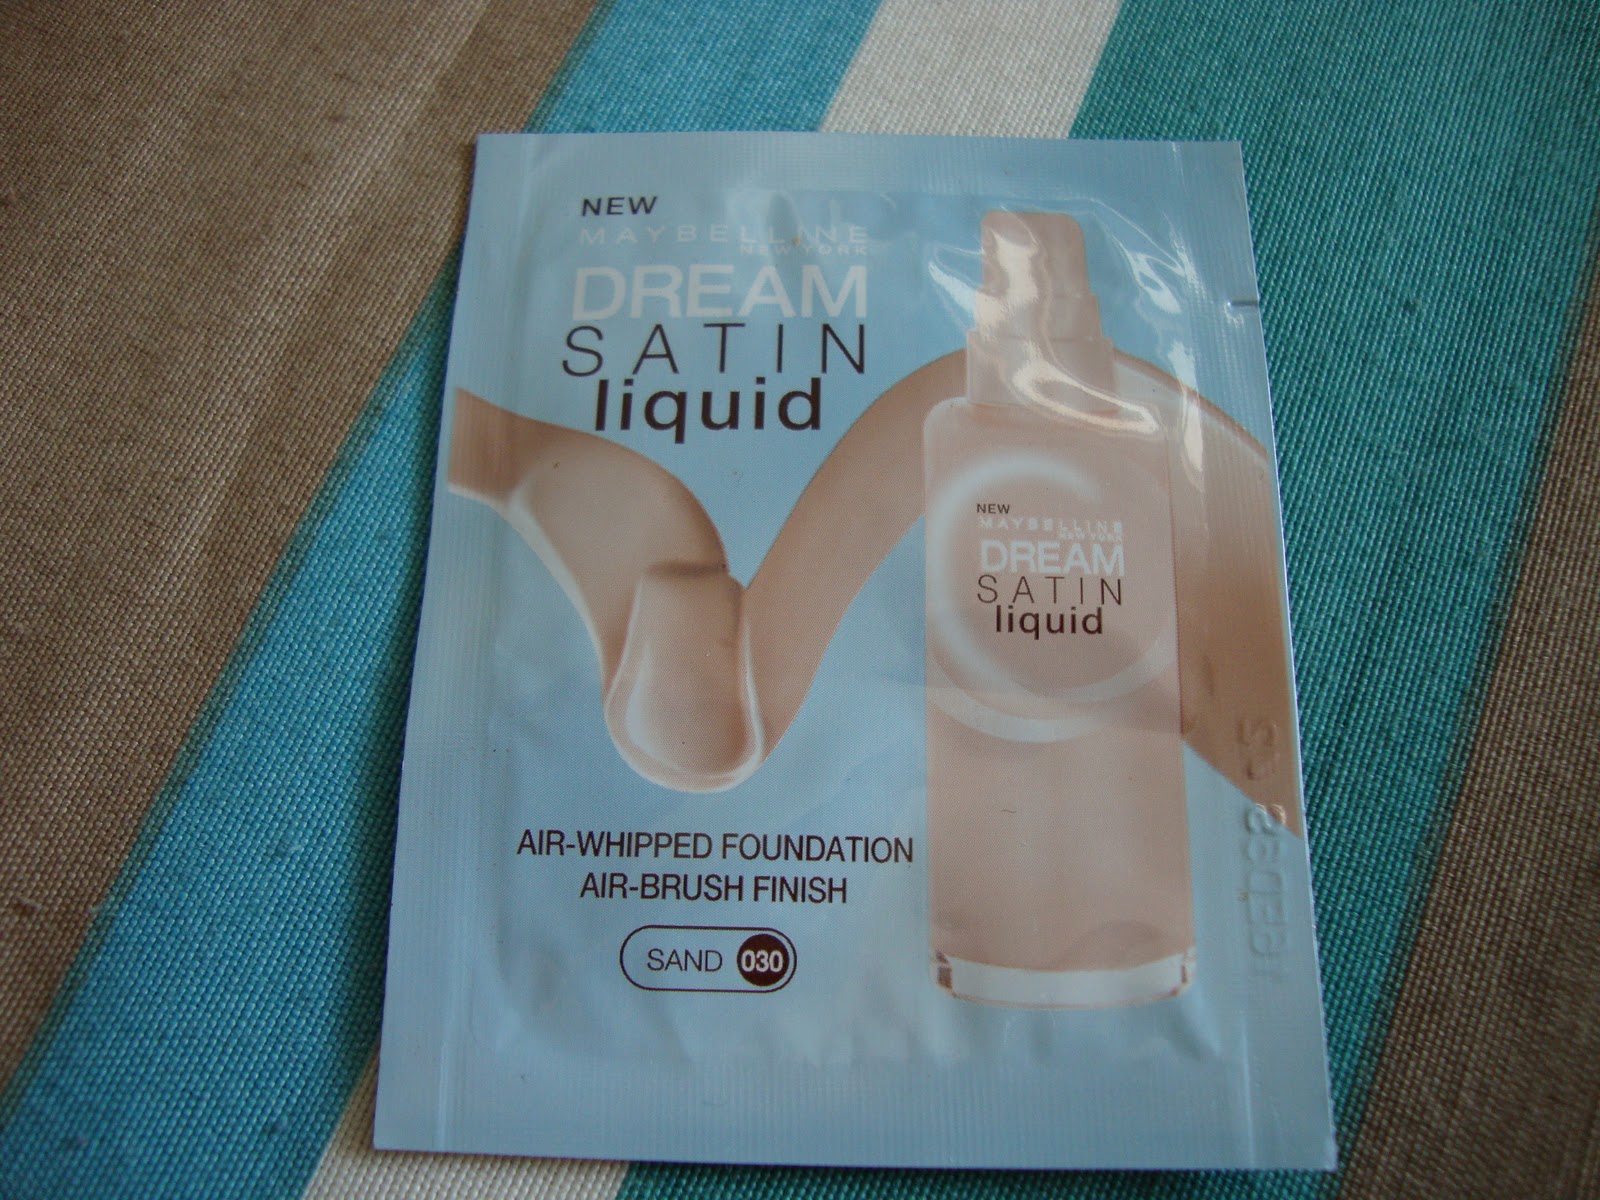 NEW
MAYBELLINE
NEW YORK
DREAM
SATIN
liquid
NEW
MAYBELLINE
NEW YORK
DREAM
SATIN
liquid
AIR-WHIPPED FOUNDATION
AIR-BRUSH FINISH
SAND 030